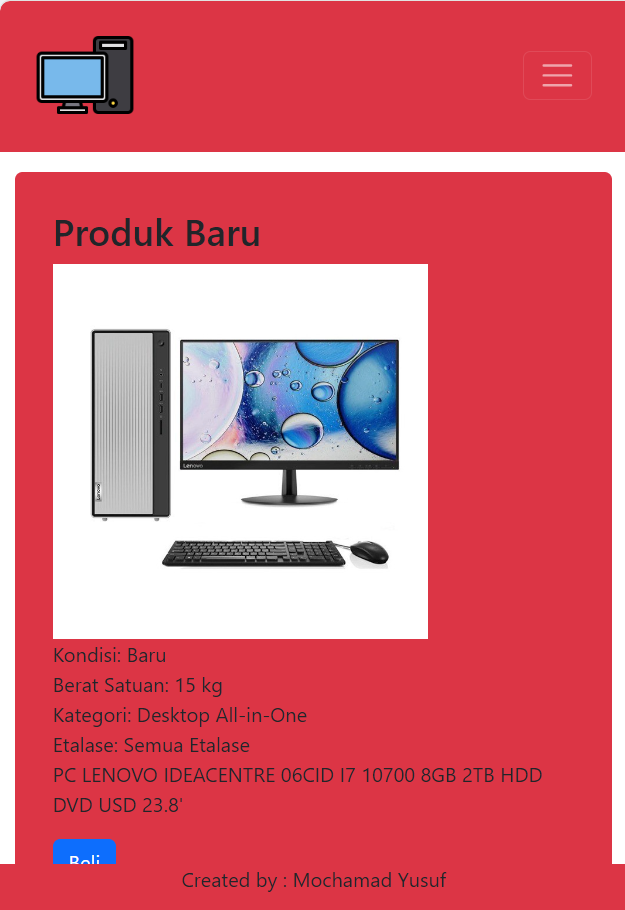 Produk Baru
Lenovo
Lenovo
Kondisi: Baru
Berat Satuan: 15 kg
Kategori: Desktop All-in-One
Etalase: Semua Etalase
PC LENOVO IDEACENTRE 06CID I7 10700 8GB 2TB HDD
DVD USD 23.8'
Beli
Created by : Mochamad Yusuf